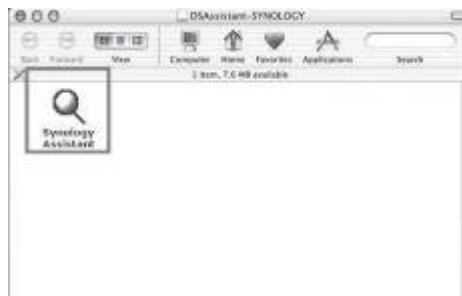 DSAssistant-SYNOLOGY
Back Forward View Computer Home Favorites Applications Search
1 item, 7.6 MB available
Synology
Assistant